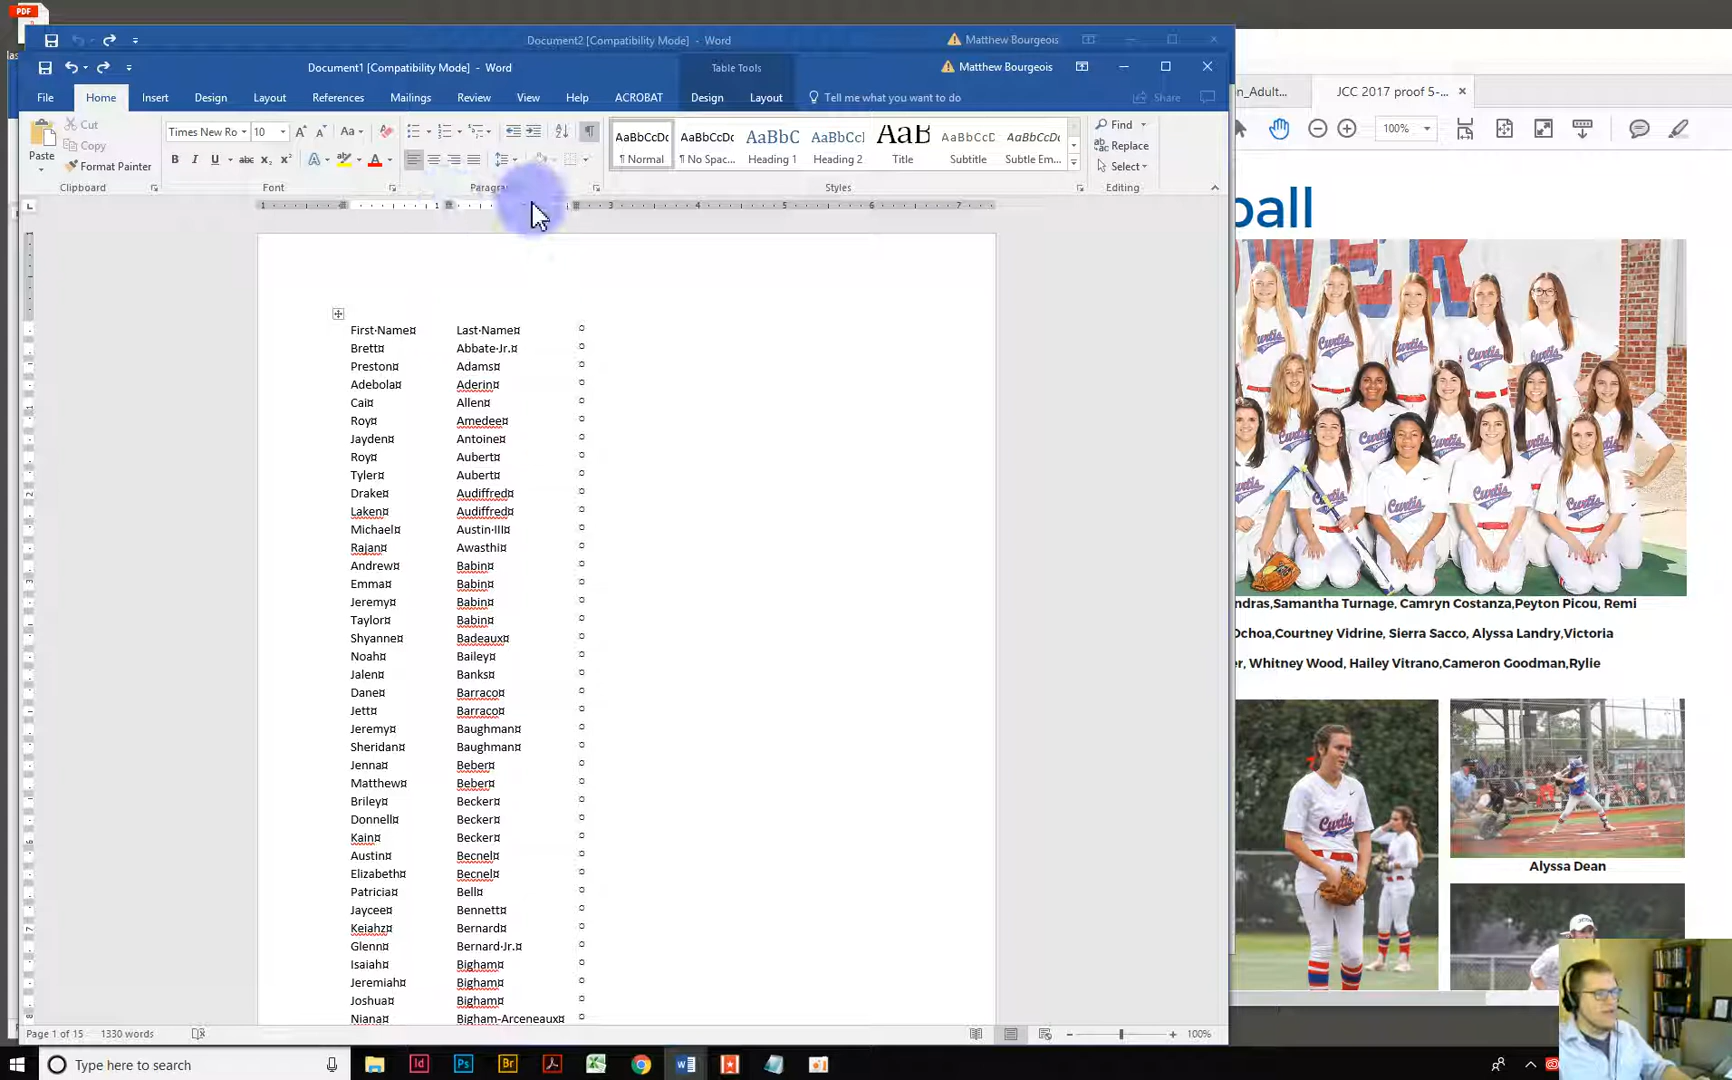 PDF
Document2 [Compatibility Mode] - Word
Matthew Bourgeois
Document1 [Compatibility Mode] - Word
Table Tools
Matthew Bourgeois
File Home Insert Design Layout References Mailings Review View Help ACROBAT Design Layout Tell me what you want to do Share
Paste
Cut
Copy
Format Painter
Clipboard
Times New Ro 10
Font
Paragra
AaBbCcDc AaBbCcDc AaBbC AaBbCcI AaB AaBbCcD AaBbCcDc
¶ Normal ¶ No Spac... Heading 1 Heading 2 Title Subtitle Subtle Em...
Styles
Find
Replace
Select
Editing
First·Name¤ Last·Name¤ ¤
Brett¤ Abbate·Jr.¤ ¤
Preston¤ Adams¤ ¤
Adebola¤ Aderin¤ ¤
Cai¤ Allen¤ ¤
Roy¤ Amedee¤ ¤
Jayden¤ Antoine¤ ¤
Roy¤ Aubert¤ ¤
Tyler¤ Aubert¤ ¤
Drake¤ Audiffred¤ ¤
Laken¤ Audiffred¤ ¤
Michael¤ Austin·III¤ ¤
Rajan¤ Awasthi¤ ¤
Andrew¤ Babin¤ ¤
Emma¤ Babin¤ ¤
Jeremy¤ Babin¤ ¤
Taylor¤ Babin¤ ¤
Shyanne¤ Badeaux¤ ¤
Noah¤ Bailey¤ ¤
Jalen¤ Banks¤ ¤
Dane¤ Barraco¤ ¤
Jett¤ Barraco¤ ¤
Jeremy¤ Baughman¤ ¤
Sheridan¤ Baughman¤ ¤
Jenna¤ Beber¤ ¤
Matthew¤ Beber¤ ¤
Briley¤ Becker¤ ¤
Donnell¤ Becker¤ ¤
Kain¤ Becker¤ ¤
Austin¤ Becnel¤ ¤
Elizabeth¤ Becnel¤ ¤
Patricia¤ Bell¤ ¤
Jaycee¤ Bennett¤ ¤
Keiahz¤ Bernard¤ ¤
Glenn¤ Bernard·Jr.¤ ¤
Isaiah¤ Bigham¤ ¤
Jeremiah¤ Bigham¤ ¤
Joshua¤ Bigham¤ ¤
Niana¤ Bigham-Arceneaux¤ ¤
Page 1 of 15 1330 words
100%
Type here to search
n_Adult... JCC 2017 proof 5-...
100%
ball
Curtis
ndras,Samantha Turnage, Camryn Costanza,Peyton Picou, Remi
Ochoa,Courtney Vidrine, Sierra Sacco, Alyssa Landry,Victoria
er, Whitney Wood, Hailey Vitrano,Cameron Goodman,Rylie
Alyssa Dean